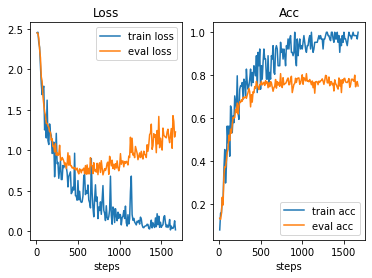 Loss
Acc
2.5
2.0
1.5
1.0
0.5
0.0
train loss
eval loss
0
500
1000
1500
steps
1.0
0.8
0.6
0.4
0.2
train acc
eval acc
0
500
1000
1500
steps